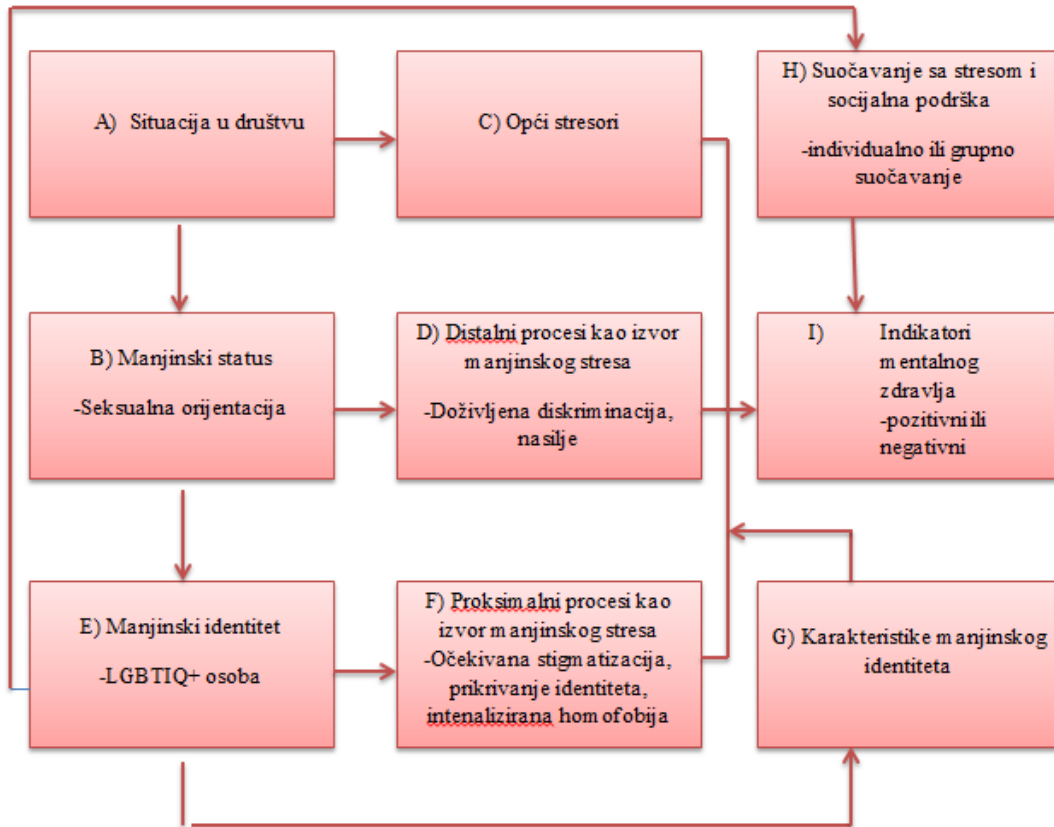 A) Situacija u društvu
C) Opći stresori
H) Suočavanje sa stresom i
socijalna podrška
-individualno ili grupno
suočavanje
B) Manjinski status
-Seksualna orijentacija
D) Distalni procesi kao izvor
manjinskog stresa
-Doživljena diskriminacija,
nasilje
I) Indikatori
mentalnog
zdravlja
-pozitivni ili
negativni
E) Manjinski identitet
-LGBTIQ+ osoba
F) Proksimalni procesi kao
izvor manjinskog stresa
-Očekivana stigmatizacija,
prikrivanje identiteta,
intenalizirana homofobija
G) Karakteristike manjinskog
identiteta